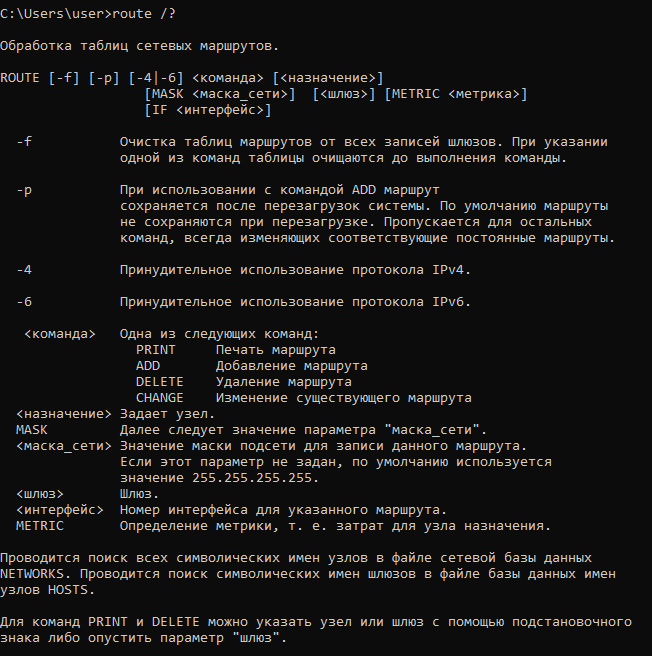 C:\Users\user>route /?
Обработка таблиц сетевых маршрутов.
ROUTE [-f] [-p] [-4|-6] <команда> [<назначение>]
[MASK <маска_сети>]  [<шлюз>] [METRIC <метрика>]
[IF <интерфейс>]
-f           Очистка таблиц маршрутов от всех записей шлюзов. При указании
одной из команд таблицы очищаются до выполнения команды.
-p           При использовании с командой ADD маршрут
сохраняется после перезагрузок системы. По умолчанию маршруты
не сохраняются при перезагрузке. Пропускается для остальных
команд, всегда изменяющих соответствующие постоянные маршруты.
-4           Принудительное использование протокола IPv4.
-6           Принудительное использование протокола IPv6.
<команда>   Одна из следующих команд:
PRINT     Печать маршрута
ADD       Добавление маршрута
DELETE    Удаление маршрута
CHANGE    Изменение существующего маршрута
<назначение> Задает узел.
MASK         Далее следует значение параметра "маска_сети".
<маска_сети> Значение маски подсети для записи данного маршрута.
Если этот параметр не задан, по умолчанию используется
значение 255.255.255.255.
<шлюз>       Шлюз.
<интерфейс>  Номер интерфейса для указанного маршрута.
METRIC       Определение метрики, т. е. затрат для узла назначения.
Проводится поиск всех символических имен узлов в файле сетевой базы данных
NETWORKS. Проводится поиск символических имен шлюзов в файле базы данных имен
узлов HOSTS.
Для команд PRINT и DELETE можно указать узел или шлюз с помощью подстановочного
знака либо опустить параметр "шлюз".